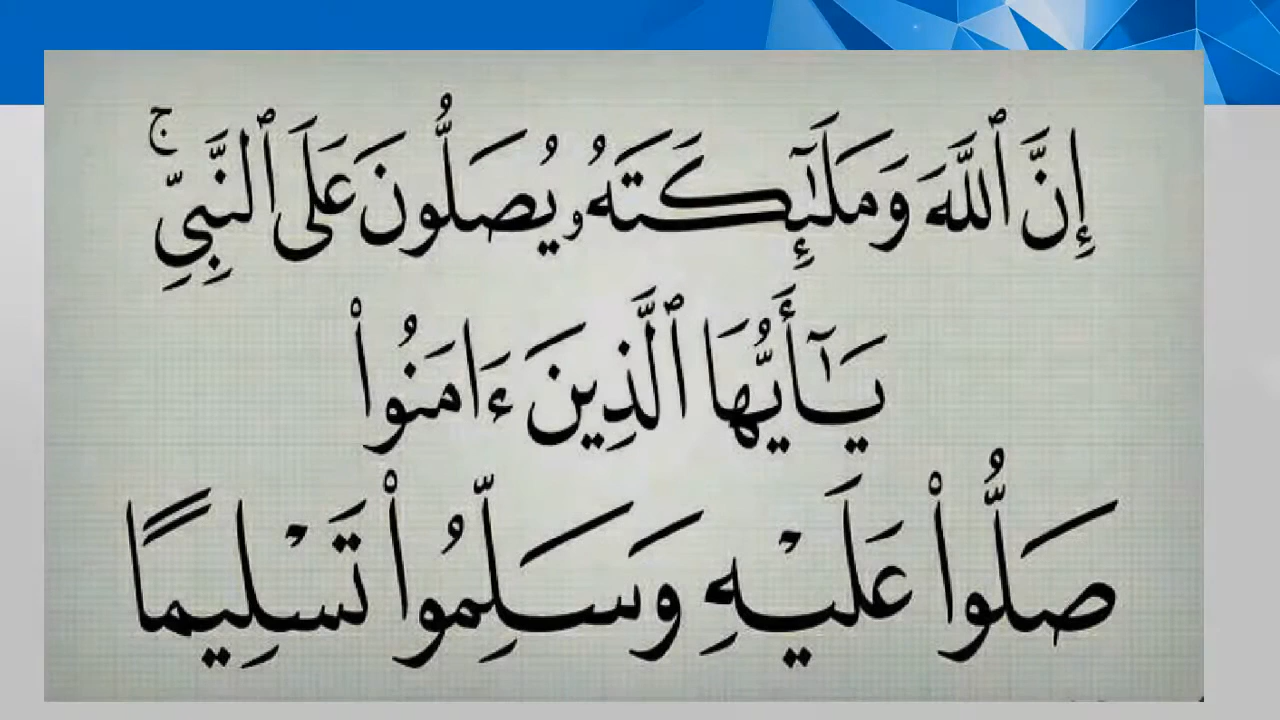 إِنَّ ٱللَّهَ وَمَلَٰٓئِكَتَهُۥ يُصَلُّونَ عَلَى ٱلنَّبِىِّ ۚ
يَٰٓأَيُّهَا ٱلَّذِينَ ءَامَنُوا۟
صَلُّوا۟ عَلَيْهِ وَسَلِّمُوا۟ تَسْلِيمًا